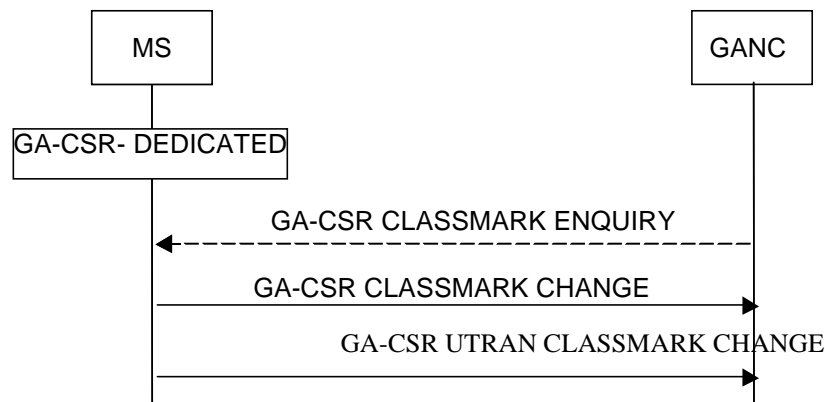 MS
GANC
GA-CSR- DEDICATED
GA-CSR CLASSMARK ENQUIRY
GA-CSR CLASSMARK CHANGE
GA-CSR UTRAN CLASSMARK CHANGE